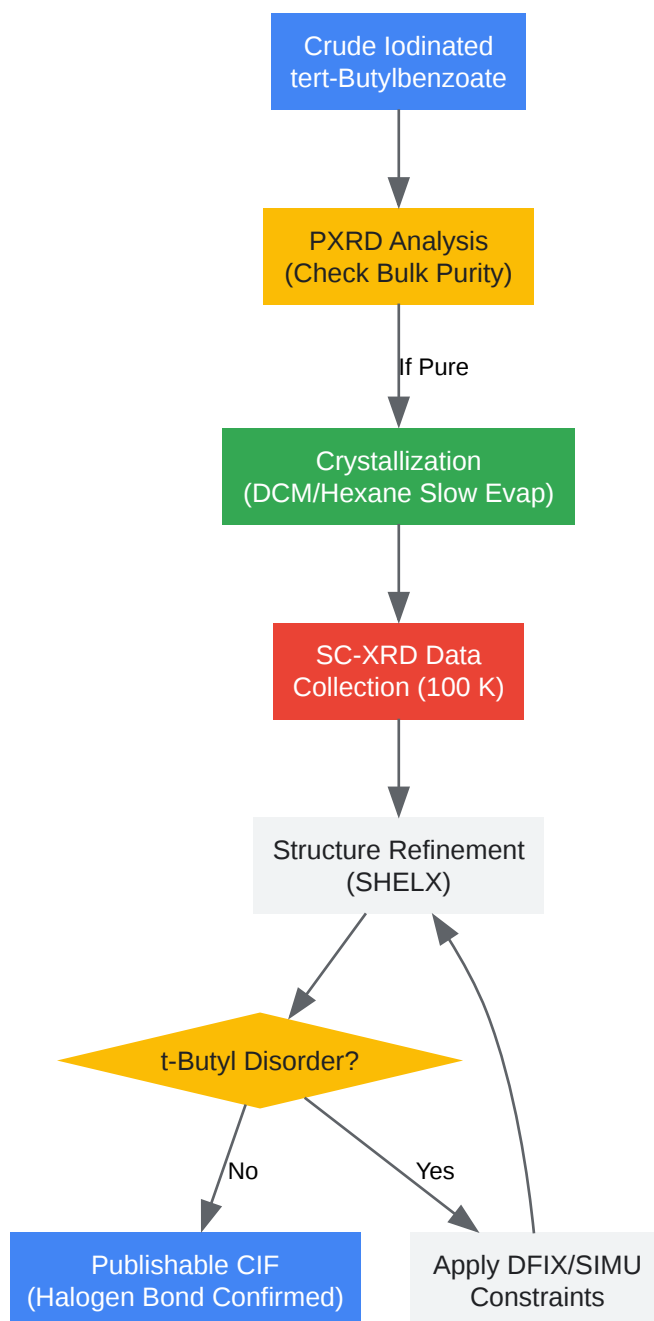 Crude Iodinated
tert-Butylbenzoate
PXRD Analysis
(Check Bulk Purity)
If Pure
Crystallization
(DCM/Hexane Slow Evap)
SC-XRD Data
Collection (100 K)
Structure Refinement
(SHELX)
t-Butyl Disorder?
No
Yes
Publishable CIF
(Halogen Bond Confirmed)
Apply DFIX/SIMU
Constraints